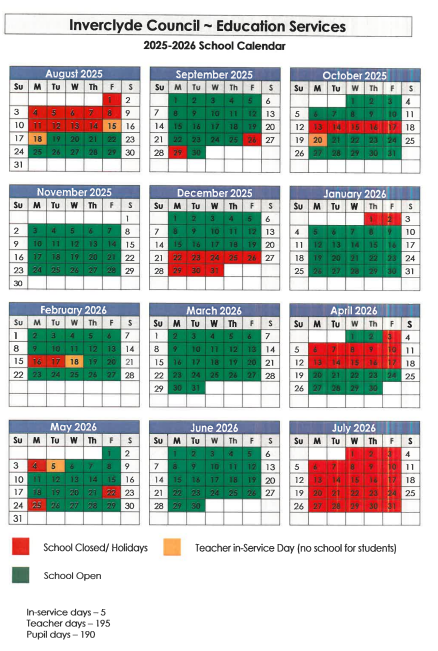 Inverclyde Council ~ Education Services
2025-2026 School Calendar
August 2025
Su M Tu W Th F S
1 2
3 4 5 6 7 8 9
10 11 12 13 14 15 16
17 18 19 20 21 22 23
24 25 26 27 28 29 30
31
September 2025
Su M Tu W Th F S
1 2 3 4 5 6
7 8 9 10 11 12 13
14 15 16 17 18 19 20
21 22 23 24 25 26 27
28 29 30
October 2025
Su M Tu W Th F S
1 2 3 4
5 6 7 8 9 10 11
12 13 14 15 16 17 18
19 20 21 22 23 24 25
26 27 28 29 30 31
November 2025
Su M Tu W Th F S
1
2 3 4 5 6 7 8
9 10 11 12 13 14 15
16 17 18 19 20 21 22
23 24 25 26 27 28 29
30
December 2025
Su M Tu W Th F S
1 2 3 4 5 6
7 8 9 10 11 12 13
14 15 16 17 18 19 20
21 22 23 24 25 26 27
28 29 30 31
January 2026
Su M Tu W Th F S
1 2 3
4 5 6 7 8 9 10
11 12 13 14 15 16 17
18 19 20 21 22 23 24
25 26 27 28 29 30 31
February 2026
Su M Tu W Th F S
1 2 3 4 5 6 7
8 9 10 11 12 13 14
15 16 17 18 19 20 21
22 23 24 25 26 27 28
March 2026
Su M Tu W Th F S
1 2 3 4 5 6 7
8 9 10 11 12 13 14
15 16 17 18 19 20 21
22 23 24 25 26 27 28
29 30 31
April 2026
Su M Tu W Th F S
1 2 3 4
5 6 7 8 9 10 11
12 13 14 15 16 17 18
19 20 21 22 23 24 25
26 27 28 29 30
May 2026
Su M Tu W Th F S
1 2
3 4 5 6 7 8 9
10 11 12 13 14 15 16
17 18 19 20 21 22 23
24 25 26 27 28 29 30
31
June 2026
Su M Tu W Th F S
1 2 3 4 5 6
7 8 9 10 11 12 13
14 15 16 17 18 19 20
21 22 23 24 25 26 27
28 29 30
July 2026
Su M Tu W Th F S
1 2 3 4
5 6 7 8 9 10 11
12 13 14 15 16 17 18
19 20 21 22 23 24 25
26 27 28 29 30 31
School Closed/ Holidays
Teacher in-Service Day (no school for students)
School Open
In-service days – 5
Teacher days – 195
Pupil days – 190